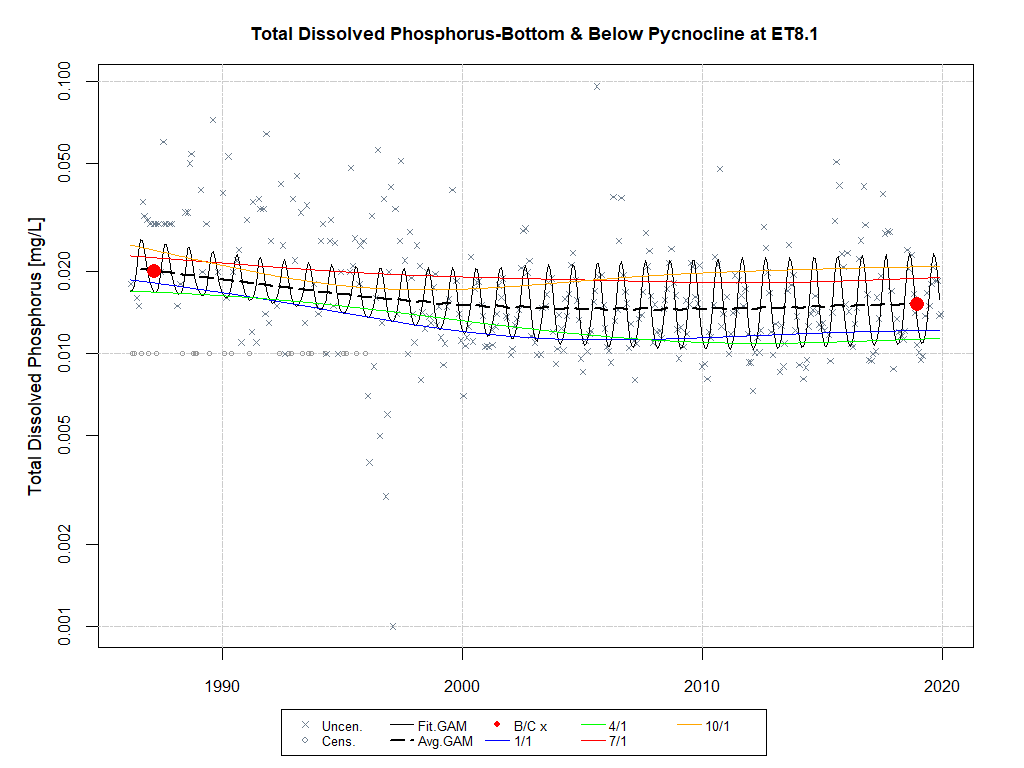 Total Dissolved Phosphorus-Bottom & Below Pycnocline at ET8.1
Total Dissolved Phosphorus [mg/L]
0.100
0.050
0.020
0.010
0.005
0.002
0.001
1990 2000 2010 2020
Uncen. Fit.GAM B/C x 4/1 10/1
Cens. Avg.GAM 1/1 7/1